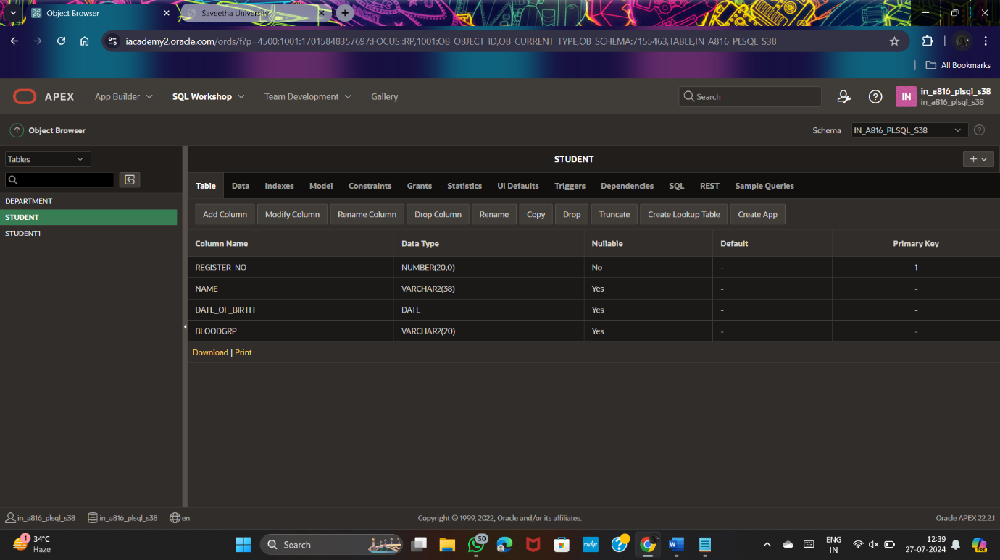 Object Browser Saveetha University
iacademy2.oracle.com/ords/f?p=4500:1001:17015848357697:FOCUS::RP,1001:OB_OBJECT_ID,OB_CURRENT_TYPE,OB_SCHEMA:7155463,TABLE,IN_A816_PLSQL_S38
All Bookmarks
APEX App Builder SQL Workshop Team Development Gallery Search IN in_a816_plsql_s38
in_a816_plsql_s38
Object Browser Schema IN_A816_PLSQL_S38
Tables STUDENT
Table Data Indexes Model Constraints Grants Statistics UI Defaults Triggers Dependencies SQL REST Sample Queries
DEPARTMENT
STUDENT
STUDENT1
Add Column Modify Column Rename Column Drop Column Rename Copy Drop Truncate Create Lookup Table Create App
Column Name Data Type Nullable Default Primary Key
REGISTER_NO NUMBER(20,0) No - 1
NAME VARCHAR2(38) Yes - -
DATE_OF_BIRTH DATE Yes - -
BLOODGRP VARCHAR2(20) Yes - -
Download | Print
in_a816_plsql_s38 in_a816_plsql_s38 en Copyright © 1999, 2022, Oracle and/or its affiliates. Oracle APEX 22.2.1
1 34°C
Haze
Search 50 myhp PRE
ENG
IN
12:39
27-07-2024